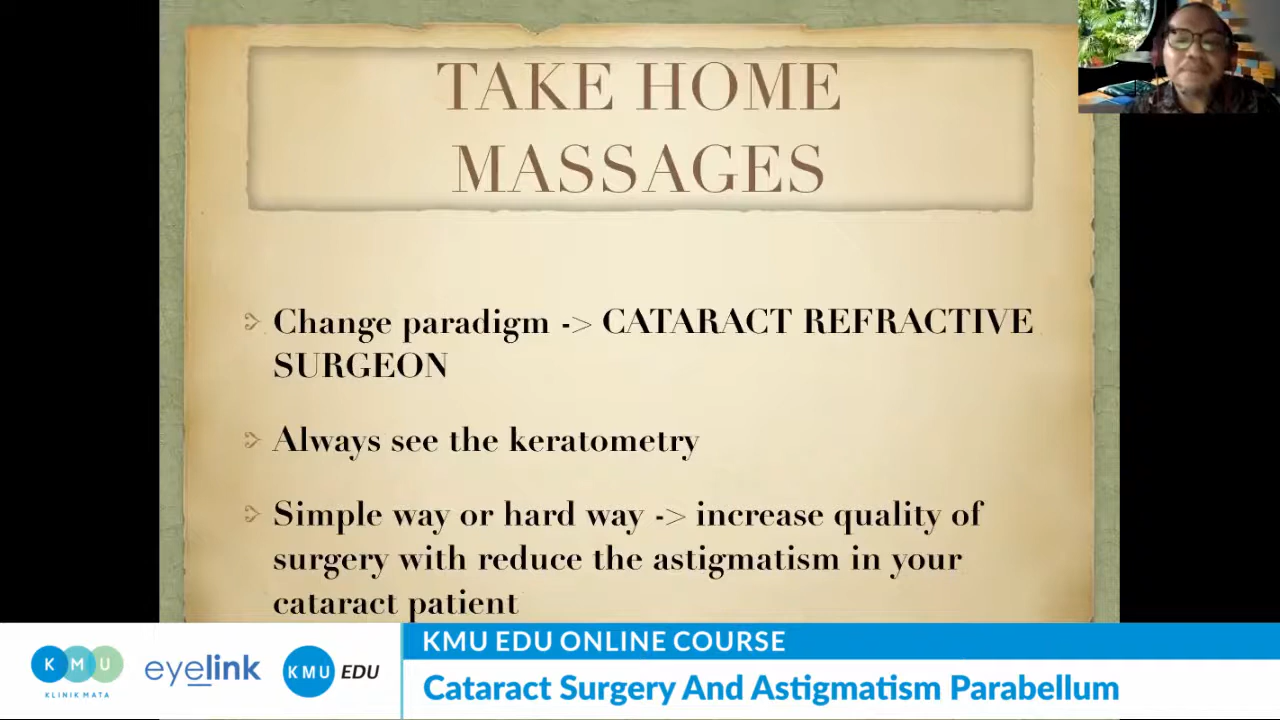 TAKE HOME
MASSAGES
Change paradigm -> CATARACT REFRACTIVE
SURGEON
Always see the keratometry
Simple way or hard way -> increase quality of
surgery with reduce the astigmatism in your
cataract patient
KMU
KLINIK MATA
eyelink
KMU EDU
KMU EDU ONLINE COURSE
Cataract Surgery And Astigmatism Parabellum